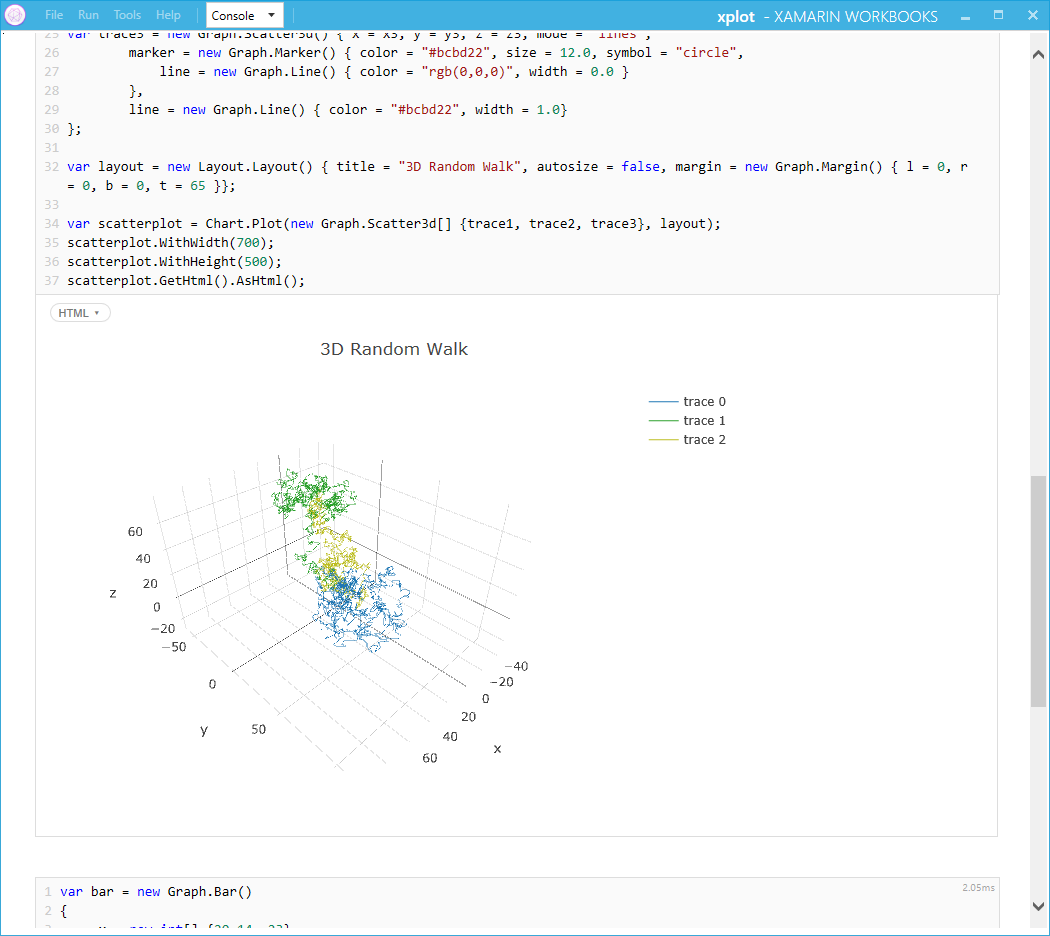 File Run Tools Help Console xplot - XAMARIN WORKBOOKS
25 var trace3 = new Graph.Scatter3d() { x = x3, y = y3, z = z3, mode = "lines",
26 marker = new Graph.Marker() { color = "#bcbd22", size = 12.0, symbol = "circle",
27 line = new Graph.Line() { color = "rgb(0,0,0)", width = 0.0 }
28 },
29 line = new Graph.Line() { color = "#bcbd22", width = 1.0}
30 };
31
32 var layout = new Layout.Layout() { title = "3D Random Walk", autosize = false, margin = new Graph.Margin() { l = 0, r
= 0, b = 0, t = 65 }};
33
34 var scatterplot = Chart.Plot(new Graph.Scatter3d[] {trace1, trace2, trace3}, layout);
35 scatterplot.WithWidth(700);
36 scatterplot.WithHeight(500);
37 scatterplot.GetHtml().AsHtml();
HTML
3D Random Walk
trace 0
trace 1
trace 2
60
40
20
z
0
−20
−50
0
50
y
−40
−20
0
20
40
60
x
1 var bar = new Graph.Bar()
2.05ms
2 {